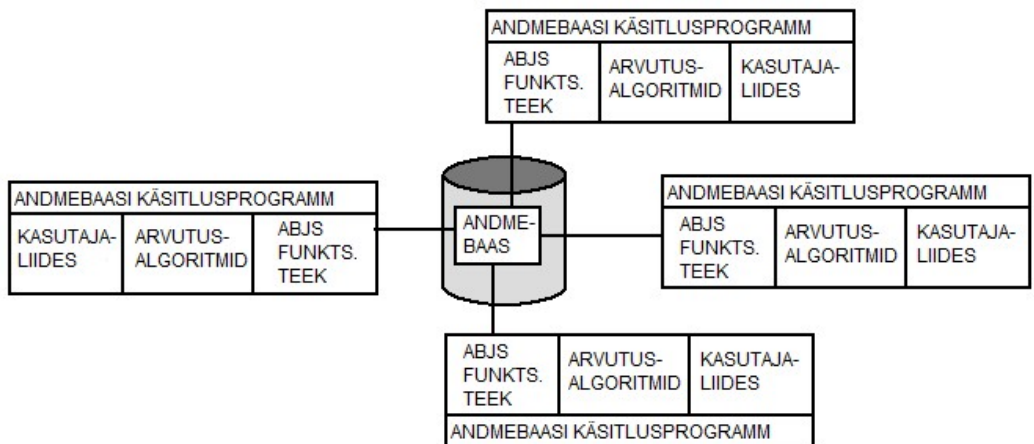 ANDMEBAASI KÄSITLUSPROGRAMM
ABJS
FUNKTS.
TEEK
ARVUTUS-
ALGORITMID
KASUTAJA-
LIIDES
ANDMEBAASI KÄSITLUSPROGRAMM
KASUTAJA-
LIIDES
ARVUTUS-
ALGORITMID
ABJS
FUNKTS.
TEEK
ANDME-
BAAS
ANDMEBAASI KÄSITLUSPROGRAMM
ABJS
FUNKTS.
TEEK
ARVUTUS-
ALGORITMID
KASUTAJA-
LIIDES
ABJS
FUNKTS.
TEEK
ARVUTUS-
ALGORITMID
KASUTAJA-
LIIDES
ANDMEBAASI KÄSITLUSPROGRAMM